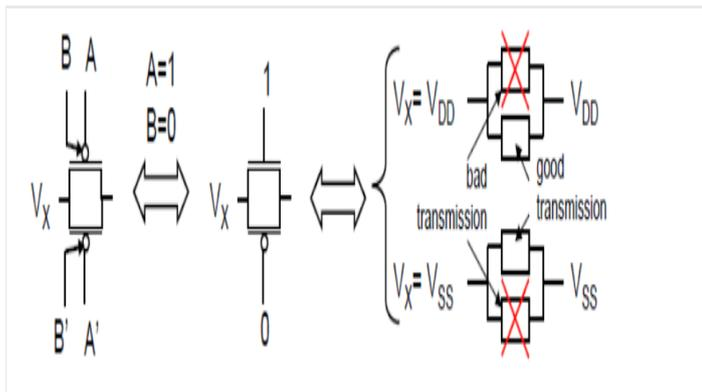 B A
A=1
B=0
1
V_X
V_X
B' A'
0
V_X= V_DD
V_DD
bad
transmission
good
transmission
V_X= V_SS
V_SS